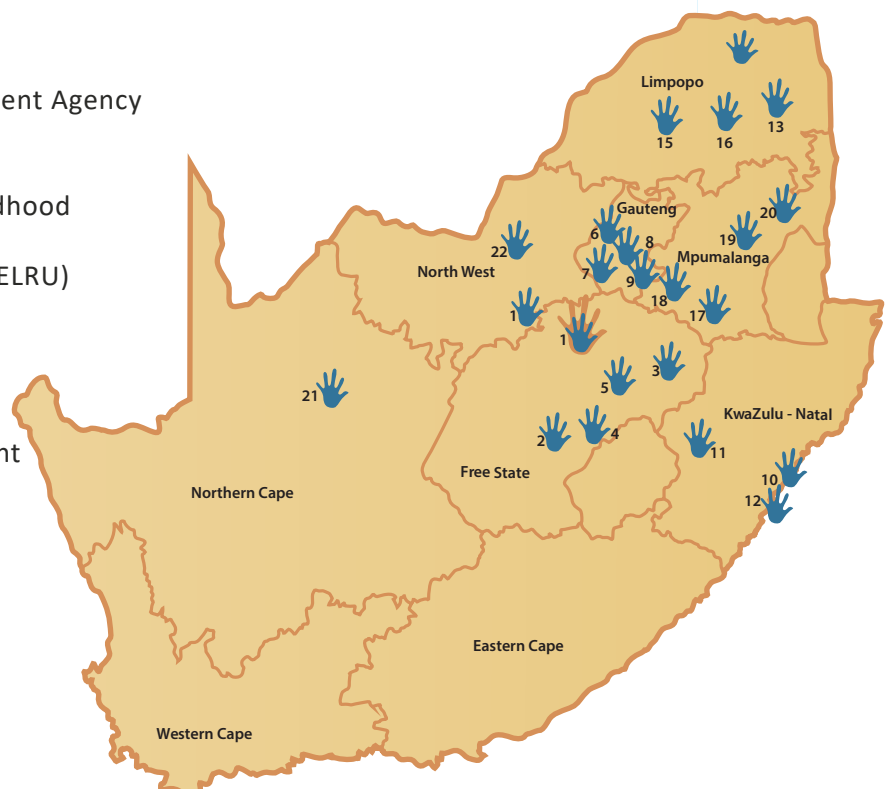 ent Agency
dhood
ELRU)
nt
Limpopo
15
16
13
Gauteng
6
8
20
19
22
North West
7
9
Mpumalanga
18
17
1
1
3
5
21
KwaZulu - Natal
2
4
11
Free State
10
12
Northern Cape
Eastern Cape
Western Cape